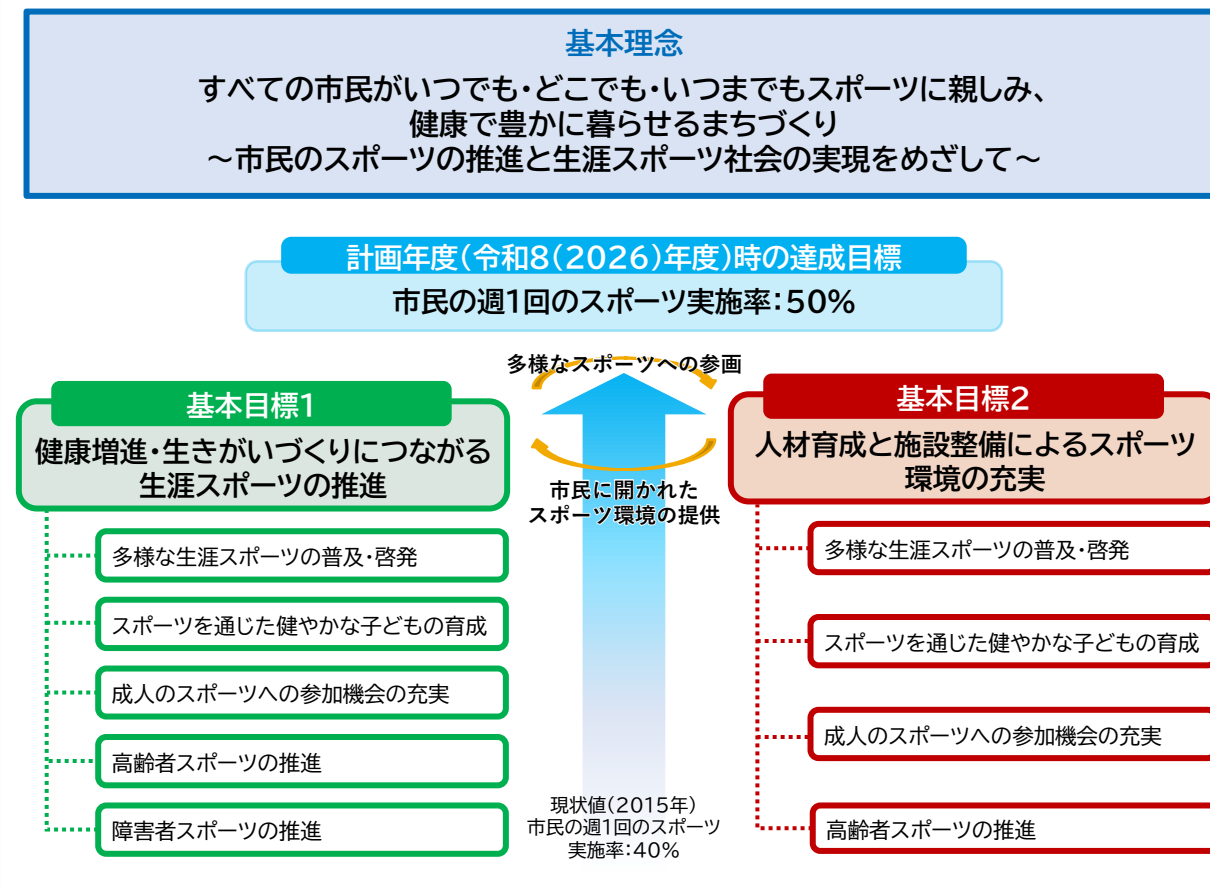 基本理念
すべての市民がいつでも・どこでも・いつまでもスポーツに親しみ、
健康で豊かに暮らせるまちづくり
～市民のスポーツの推進と生涯スポーツ社会の実現をめざして～
計画年度（令和8（2026）年度）時の達成目標
市民の週1回のスポーツ実施率：50%
多様なスポーツへの参画
市民に開かれた
スポーツ環境の提供
現状値（2015年）
市民の週1回のスポーツ
実施率：40%
基本目標1
健康増進・生きがいづくりにつながる
生涯スポーツの推進
多様な生涯スポーツの普及・啓発
スポーツを通じた健やかな子どもの育成
成人のスポーツへの参加機会の充実
高齢者スポーツの推進
障害者スポーツの推進
基本目標2
人材育成と施設整備によるスポーツ
環境の充実
多様な生涯スポーツの普及・啓発
スポーツを通じた健やかな子どもの育成
成人のスポーツへの参加機会の充実
高齢者スポーツの推進